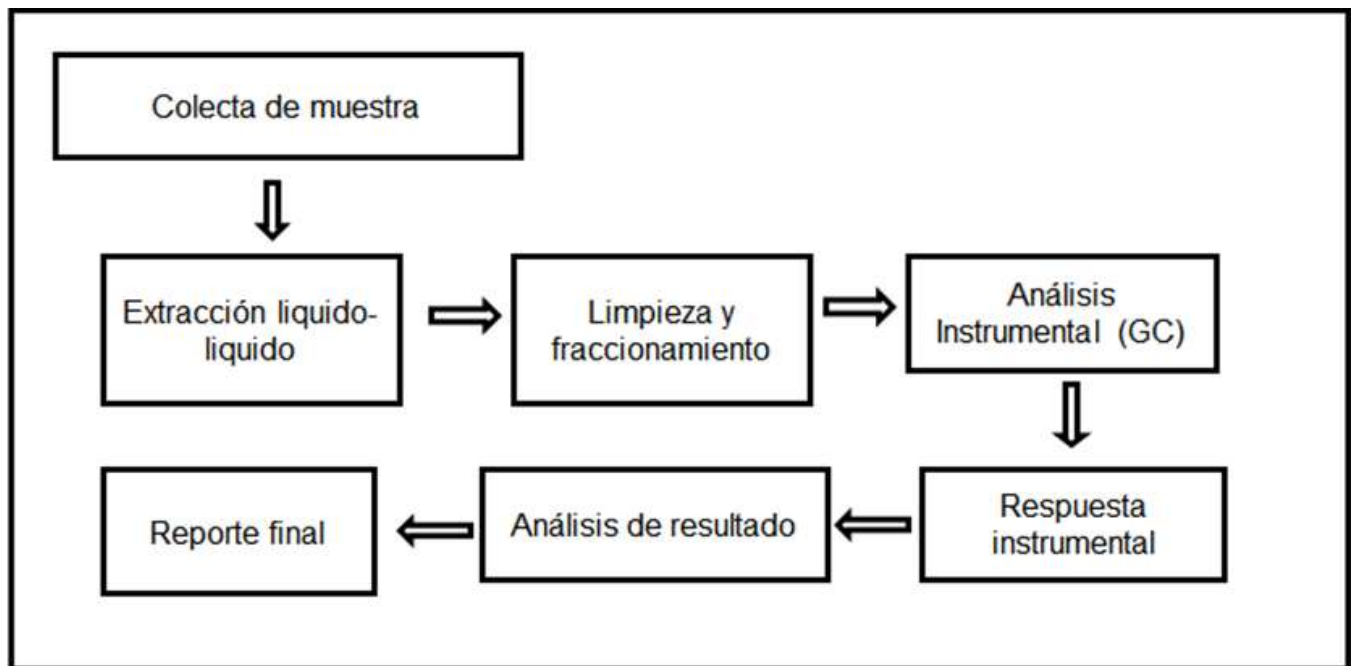 Colecta de muestra
Extracción liquido-
liquido
Limpieza y
fraccionamiento
Análisis
Instrumental (GC)
Respuesta
instrumental
Análisis de resultado
Reporte final